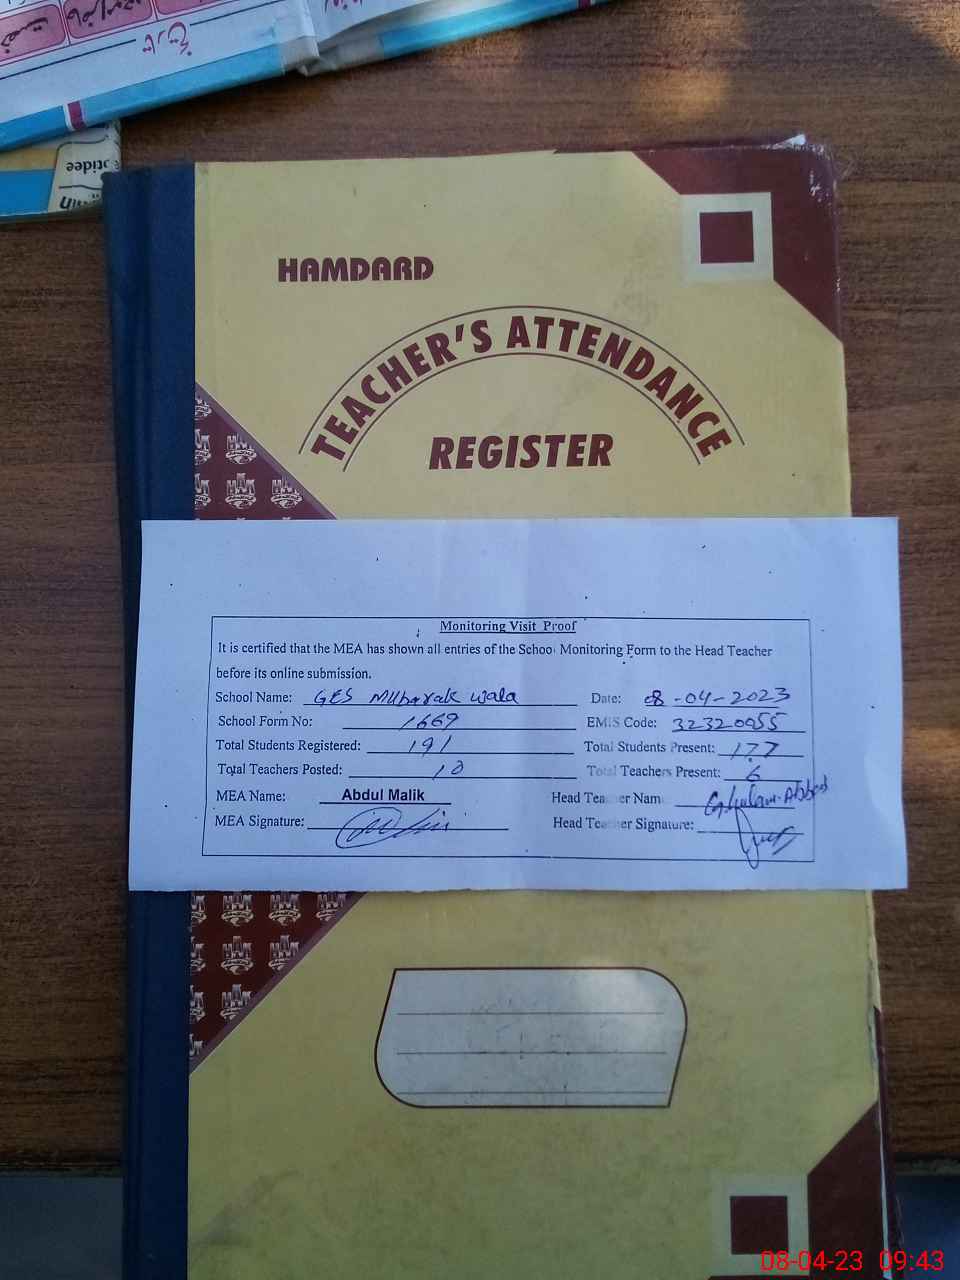 تاریخ
otidee
HAMDARD
TEACHER'S ATTENDANCE
REGISTER
Monitoring Visit Proof
It is certified that the MEA has shown all entries of the School Monitoring Form to the Head Teacher
before its online submission.
School Name: GES Mubarak wala Date: 08-04-2023
School Form No: 1669 EMIS Code: 32320055
Total Students Registered: 191 Total Students Present: 177
Total Teachers Posted: 10 Total Teachers Present: 6
MEA Name: Abdul Malik Head Teacher Name Ghulam Abbas
MEA Signature: Head Teacher Signature:
08-04-23 09:43